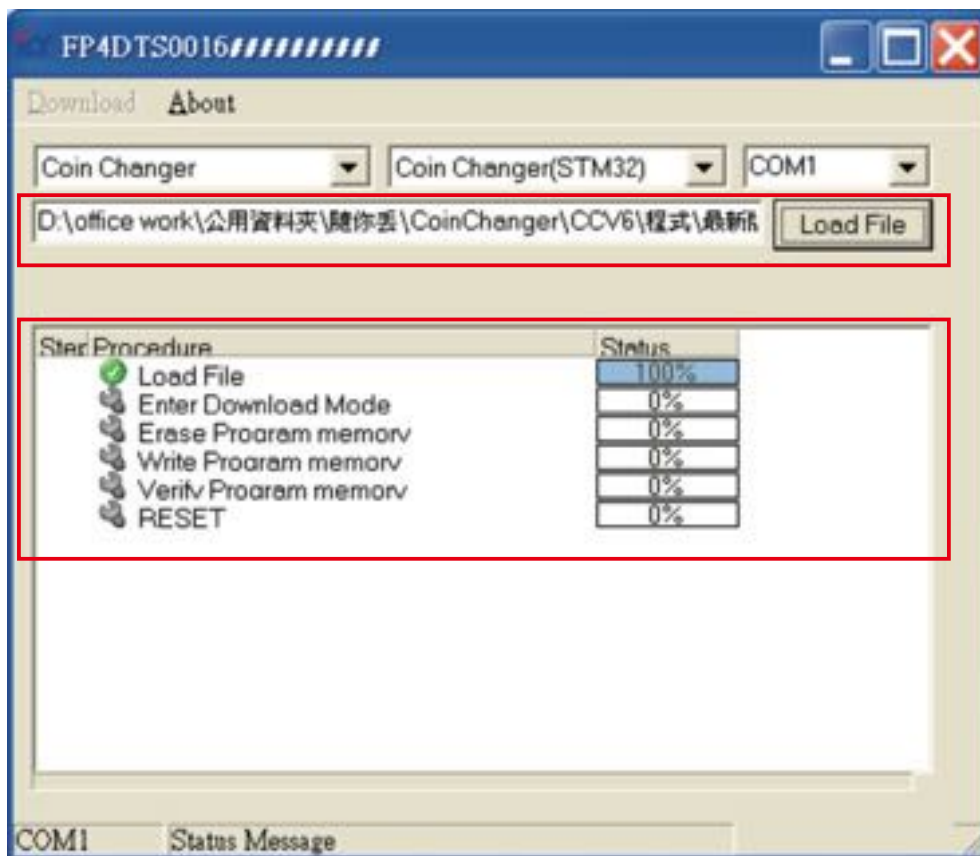 FP4DTS0016##########
Download About
Coin Changer Coin Changer(STM32) COM1
D:\office work\公用資料夾\隨你丟\CoinChanger\CCV6\程式\最新 Load File
Step Procedure Status
Load File 100%
Enter Download Mode 0%
Erase Program memory 0%
Write Program memory 0%
Verify Program memory 0%
RESET 0%
COM1 Status Message